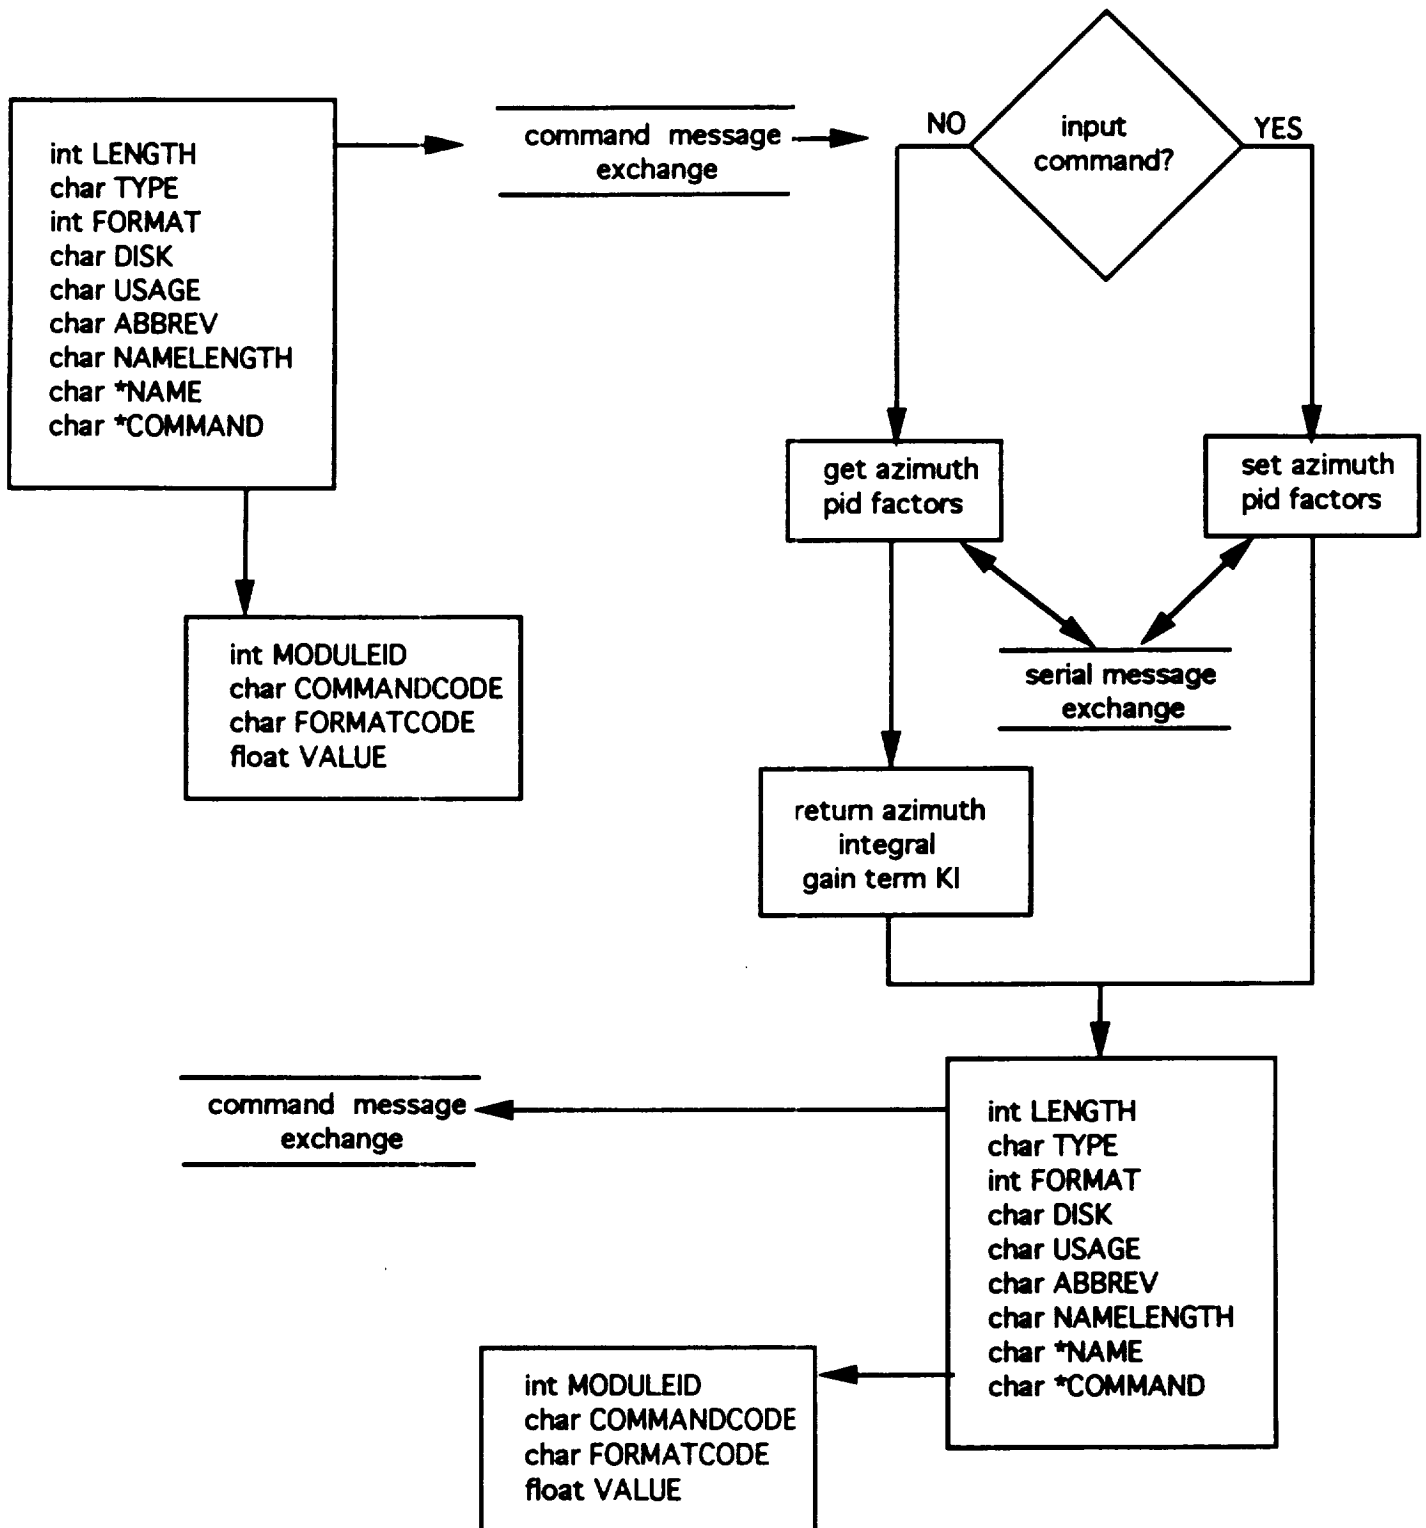 int LENGTH
char TYPE
int FORMAT
char DISK
char USAGE
char ABBREV
char NAMELENGTH
char *NAME
char *COMMAND
command message
exchange
NO
input
command?
YES
get azimuth
pid factors
set azimuth
pid factors
int MODULEID
char COMMANDCODE
char FORMATCODE
float VALUE
serial message
exchange
return azimuth
integral
gain term KI
command message
exchange
int LENGTH
char TYPE
int FORMAT
char DISK
char USAGE
char ABBREV
char NAMELENGTH
char *NAME
char *COMMAND
int MODULEID
char COMMANDCODE
char FORMATCODE
float VALUE